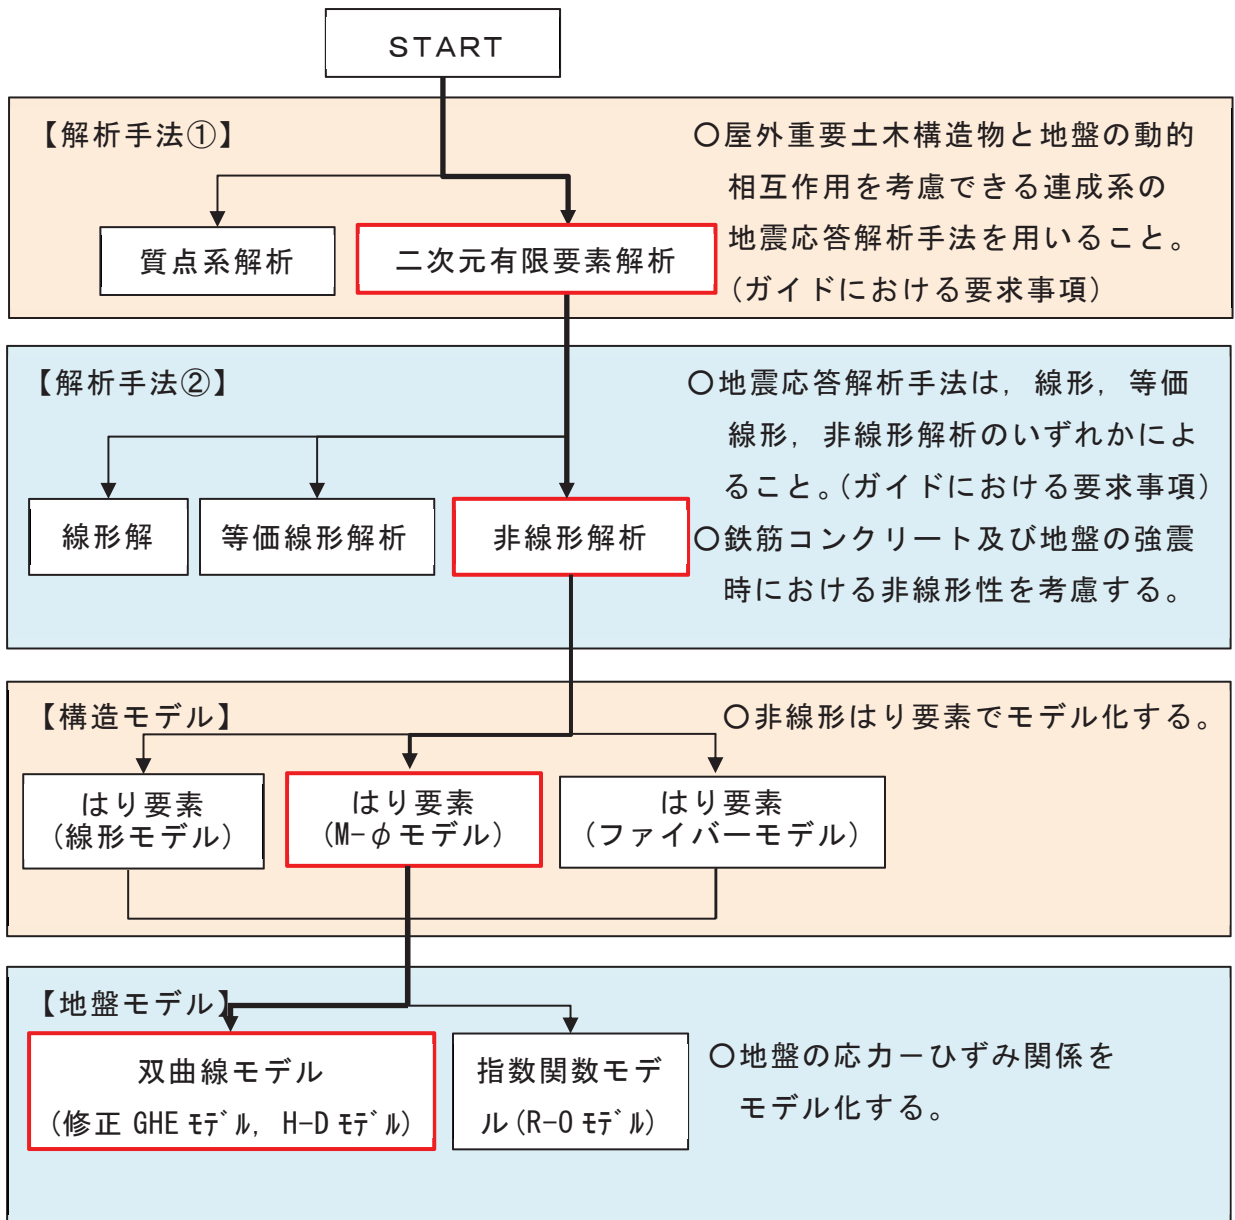 START
【解析手法①】
○屋外重要土木構造物と地盤の動的
相互作用を考慮できる連成系の
地震応答解析手法を用いること。
(ガイドにおける要求事項)
質点系解析
二次元有限要素解析
【解析手法②】
○地震応答解析手法は，線形，等価
線形，非線形解析のいずれかによ
ること。(ガイドにおける要求事項)
○鉄筋コンクリート及び地盤の強震
時における非線形性を考慮する。
線形解
等価線形解析
非線形解析
【構造モデル】
○非線形はり要素でモデル化する。
はり要素
(線形モデル)
はり要素
(M-φモデル)
はり要素
(ファイバーモデル)
【地盤モデル】
双曲線モデル
(修正 GHE ﾓﾃﾞﾙ，H-D ﾓﾃﾞﾙ)
指数関数モデ
ル(R-O ﾓﾃﾞﾙ)
○地盤の応力－ひずみ関係を
モデル化する。